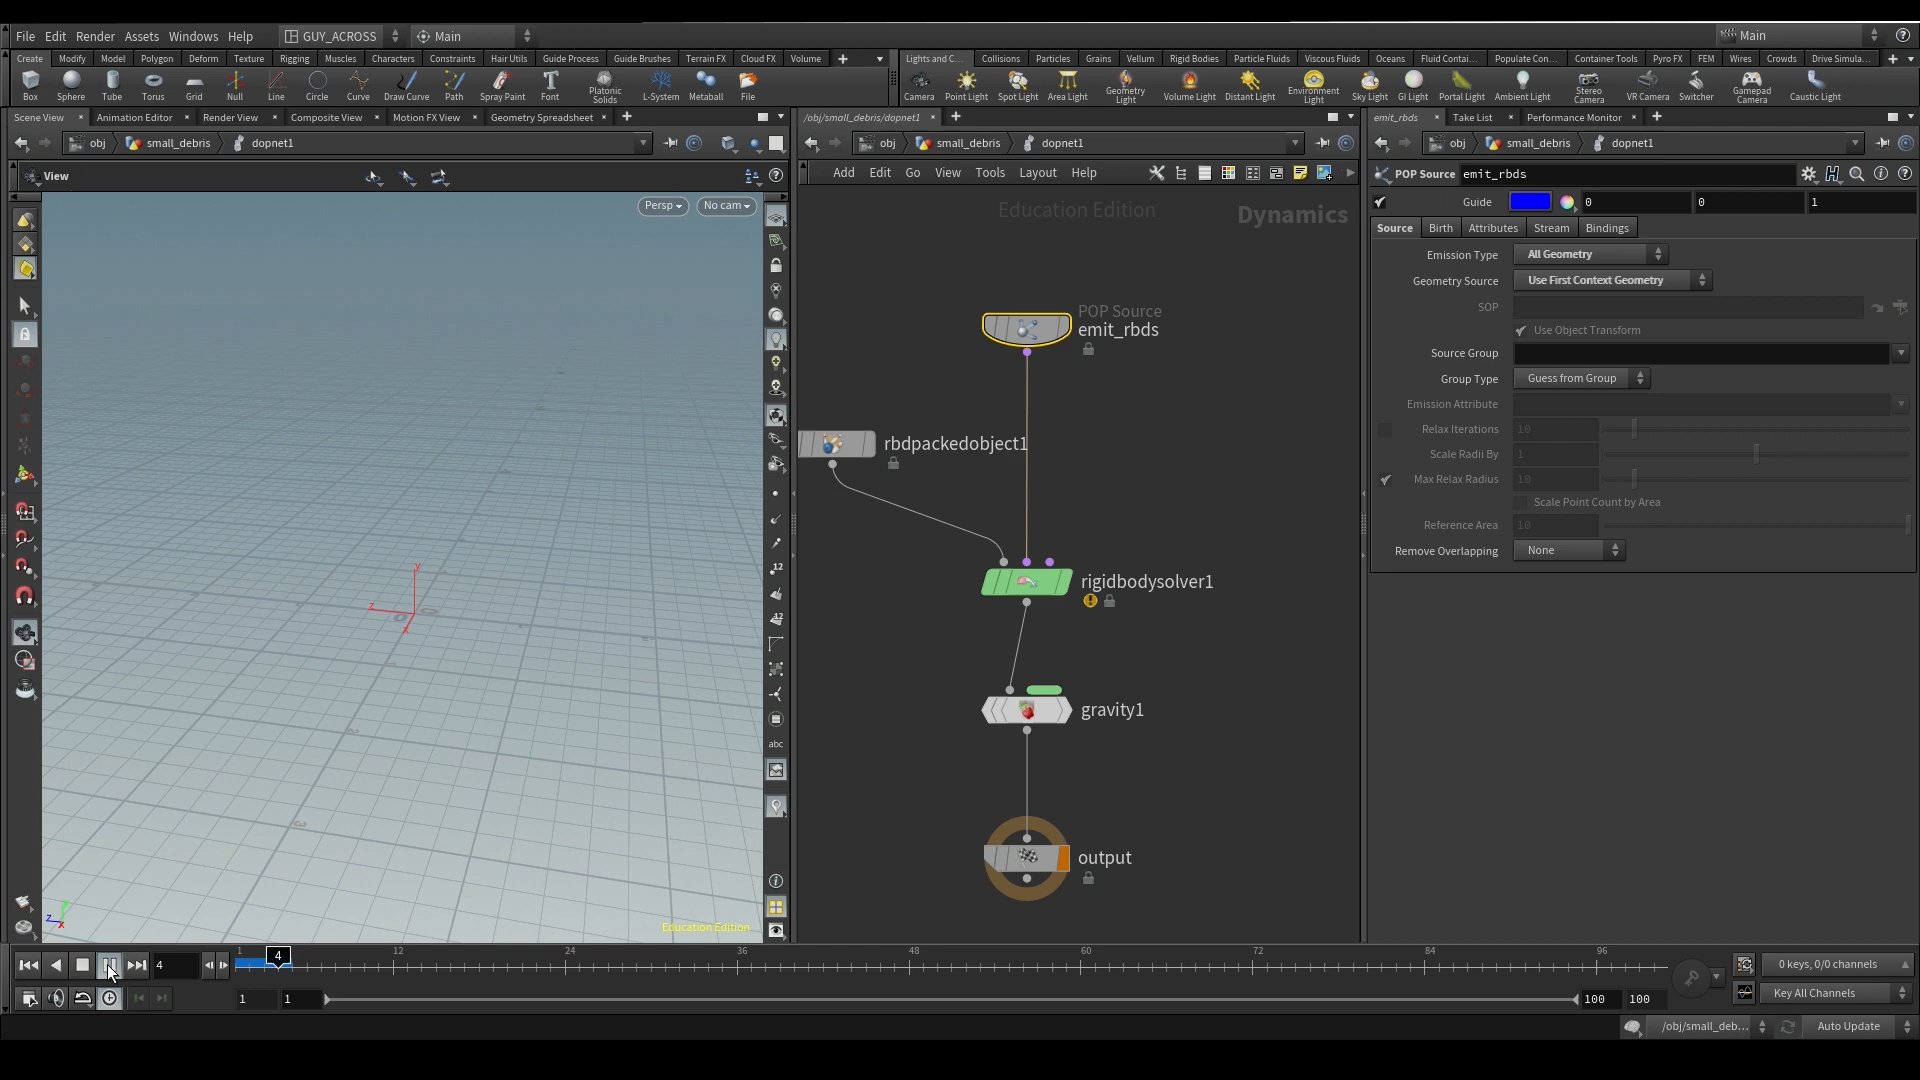 File Edit Render Assets Windows Help GUY_ACROSS Main Main
Create Modify Model Polygon Deform Texture Rigging Muscles Characters Constraints Hair Utils Guide Process Guide Brushes Terrain FX Cloud FX Volume
Lights and C... Collisions Particles Grains Vellum Rigid Bodies Particle Fluids Viscous Fluids Oceans Fluid Contai... Populate Con... Container Tools Pyro FX FEM Wires Crowds Drive Simula...
Box Sphere Tube Torus Grid Null Line Circle Curve Draw Curve Path Spray Paint Font Platonic Solids L-System Metaball File
Camera Point Light Spot Light Area Light Geometry Light Volume Light Distant Light Environment Light Sky Light GI Light Portal Light Ambient Light Stereo Camera VR Camera Switcher Gamepad Camera Caustic Light
Scene View Animation Editor Render View Composite View Motion FX View Geometry Spreadsheet
/obj/small_debris/dopnet1
emit_rbds Take List Performance Monitor
obj small_debris dopnet1
obj small_debris dopnet1
obj small_debris dopnet1
View
Persp No cam
Add Edit Go View Tools Layout Help
Education Edition Dynamics
POP Source
emit_rbds
rbdpackedobject1
rigidbodysolver1
gravity1
output
POP Source emit_rbds
Guide 0 0 1
Source Birth Attributes Stream Bindings
Emission Type All Geometry
Geometry Source Use First Context Geometry
SOP
Use Object Transform
Source Group
Group Type Guess from Group
Emission Attribute
Relax Iterations 10
Scale Radii By 1
Max Relax Radius 10
Scale Point Count by Area
Reference Area 10
Remove Overlapping None
y
z
x
12
12
abc
z
y
x
Education Edition
4 1 4 12 24 36 48 60 72 84 96
0 keys, 0/0 channels
1 1 100 100
Key All Channels
/obj/small_deb... Auto Update